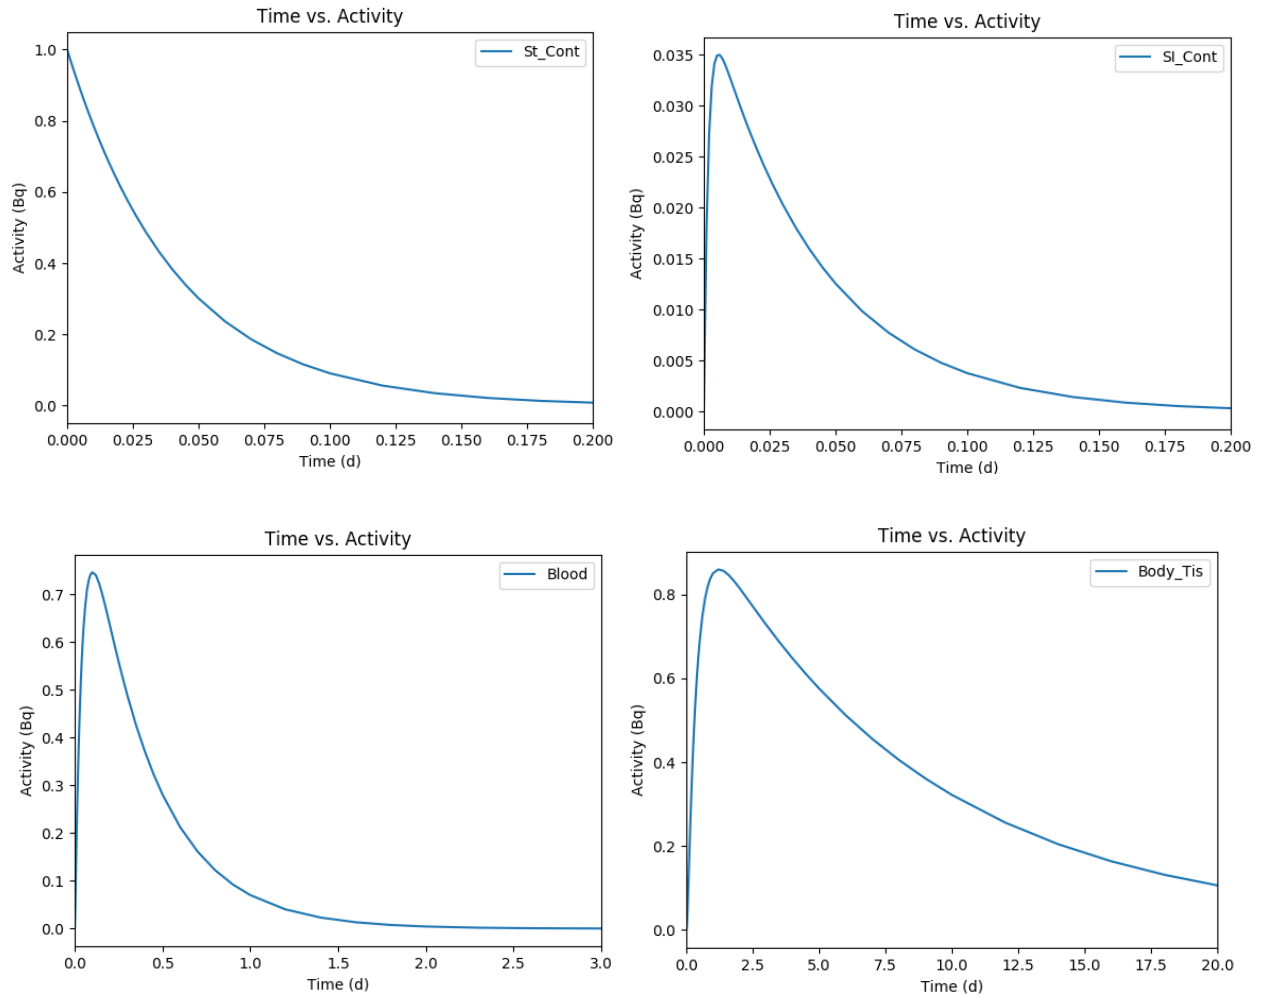 Time vs. Activity
St_Cont
1.0
0.8
0.6
0.4
0.2
0.0
Activity (Bq)
0.000 0.025 0.050 0.075 0.100 0.125 0.150 0.175 0.200
Time (d)
Time vs. Activity
SI_Cont
0.035
0.030
0.025
0.020
0.015
0.010
0.005
0.000
Activity (Bq)
0.000 0.025 0.050 0.075 0.100 0.125 0.150 0.175 0.200
Time (d)
Time vs. Activity
Blood
0.7
0.6
0.5
0.4
0.3
0.2
0.1
0.0
Activity (Bq)
0.0 0.5 1.0 1.5 2.0 2.5 3.0
Time (d)
Time vs. Activity
Body_Tis
0.8
0.6
0.4
0.2
0.0
Activity (Bq)
0.0 2.5 5.0 7.5 10.0 12.5 15.0 17.5 20.0
Time (d)